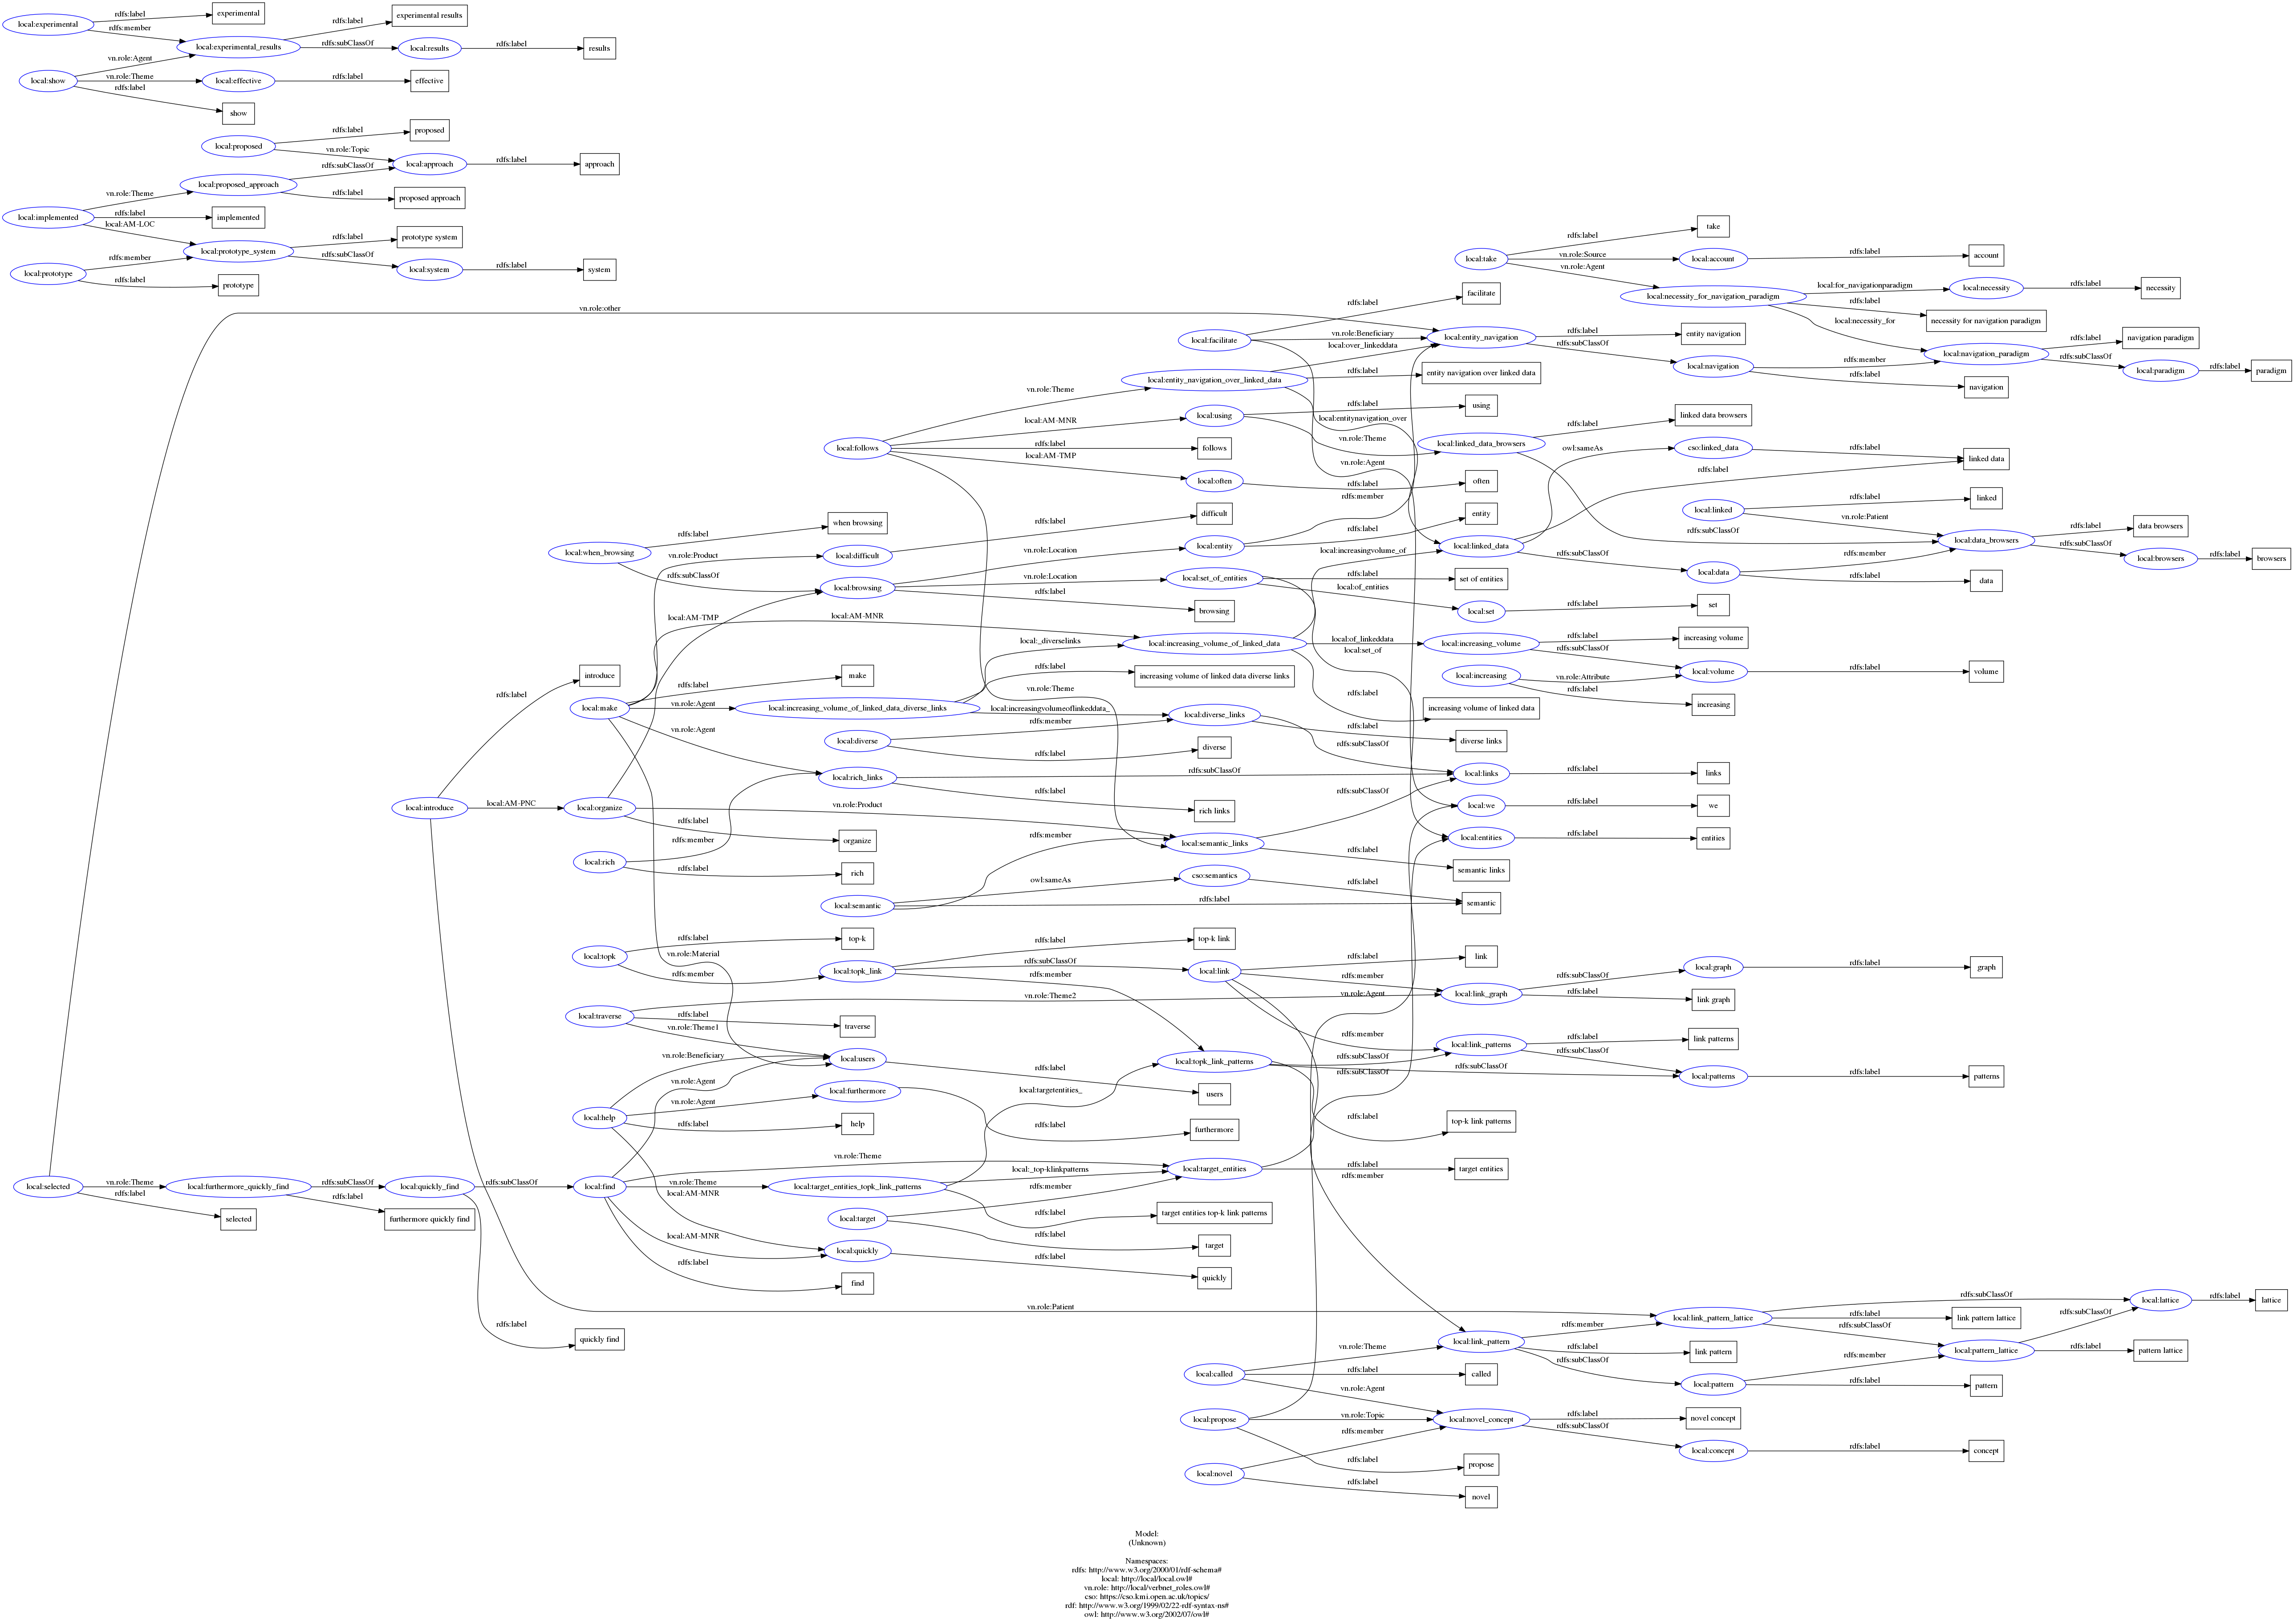 rdfs:label
experimental
local:experimental
rdfs:member
rdfs:label
experimental results
local:experimental_results
rdfs:subClassOf
local:results
rdfs:label
results
vn.role:Agent
local:show
vn.role:Theme
local:effective
rdfs:label
effective
rdfs:label
show
rdfs:label
proposed
local:proposed
vn.role:Topic
local:approach
rdfs:label
approach
rdfs:subClassOf
local:proposed_approach
vn.role:Theme
rdfs:label
proposed approach
local:implemented
rdfs:label
implemented
local:AM-LOC
rdfs:label
prototype system
local:prototype_system
rdfs:subClassOf
local:system
rdfs:label
system
rdfs:member
local:prototype
rdfs:label
prototype
rdfs:label
take
local:take
vn.role:Source
local:account
rdfs:label
account
vn.role:Agent
local:necessity_for_navigation_paradigm
local:for_navigationparadigm
local:necessity
rdfs:label
necessity
rdfs:label
necessity for navigation paradigm
local:necessity_for
rdfs:label
facilitate
vn.role:other
local:facilitate
vn.role:Beneficiary
local:entity_navigation
rdfs:label
entity navigation
rdfs:subClassOf
local:over_linkeddata
local:navigation_paradigm
rdfs:label
navigation paradigm
rdfs:subClassOf
local:paradigm
rdfs:label
paradigm
local:navigation
rdfs:member
rdfs:label
navigation
local:entity_navigation_over_linked_data
rdfs:label
entity navigation over linked data
vn.role:Theme
local:entitynavigation_over
local:AM-MNR
local:using
rdfs:label
using
vn.role:Theme
local:follows
rdfs:label
follows
local:AM-TMP
local:often
rdfs:label
often
vn.role:Agent
rdfs:member
local:linked_data_browsers
rdfs:label
linked data browsers
owl:sameAs
cso:linked_data
rdfs:label
linked data
rdfs:label
rdfs:subClassOf
local:linked
rdfs:label
linked
vn.role:Patient
local:data_browsers
rdfs:label
data browsers
rdfs:subClassOf
local:browsers
rdfs:label
browsers
local:when_browsing
rdfs:label
when browsing
rdfs:subClassOf
vn.role:Product
local:difficult
rdfs:label
difficult
local:browsing
vn.role:Location
local:entity
rdfs:label
entity
vn.role:Location
local:set_of_entities
rdfs:label
set of entities
local:of_entities
local:set
rdfs:label
set
rdfs:label
browsing
local:increasingvolume_of
local:linked_data
rdfs:subClassOf
local:data
rdfs:member
rdfs:label
data
local:AM-TMP
local:AM-MNR
local:_diverselinks
local:increasing_volume_of_linked_data
local:of_linkeddata
local:set_of
local:increasing_volume
rdfs:label
increasing volume
rdfs:subClassOf
local:volume
rdfs:label
volume
local:increasing
vn.role:Attribute
rdfs:label
increasing
rdfs:label
increasing volume of linked data
rdfs:label
introduce
rdfs:label
make
local:make
vn.role:Agent
local:increasing_volume_of_linked_data_diverse_links
rdfs:label
increasing volume of linked data diverse links
vn.role:Theme
local:increasingvolumeoflinkeddata_
local:diverse_links
rdfs:label
diverse links
rdfs:subClassOf
vn.role:Agent
local:diverse
rdfs:member
rdfs:label
diverse
local:rich_links
rdfs:subClassOf
local:links
rdfs:label
links
rdfs:label
rich links
local:introduce
local:AM-PNC
local:organize
vn.role:Product
rdfs:label
organize
rdfs:member
local:rich
rdfs:label
rich
rdfs:subClassOf
local:we
rdfs:label
we
local:entities
rdfs:label
entities
rdfs:member
local:semantic_links
rdfs:label
semantic links
owl:sameAs
cso:semantics
rdfs:label
semantic
local:semantic
rdfs:label
local:topk
rdfs:label
top-k
vn.role:Material
rdfs:member
local:topk_link
rdfs:label
top-k link
rdfs:subClassOf
rdfs:member
local:link
rdfs:label
link
rdfs:member
local:link_graph
rdfs:subClassOf
local:graph
rdfs:label
graph
rdfs:label
link graph
vn.role:Agent
local:traverse
vn.role:Theme2
rdfs:label
traverse
vn.role:Theme1
vn.role:Beneficiary
local:users
rdfs:label
users
rdfs:member
local:link_patterns
rdfs:label
link patterns
rdfs:subClassOf
local:patterns
rdfs:label
patterns
local:topk_link_patterns
rdfs:subClassOf
rdfs:subClassOf
rdfs:subClassOf
rdfs:label
top-k link patterns
vn.role:Agent
local:help
vn.role:Agent
local:furthermore
rdfs:label
furthermore
rdfs:label
help
local:targetentities_
local:selected
vn.role:Theme
local:furthermore_quickly_find
rdfs:subClassOf
local:quickly_find
rdfs:subClassOf
local:find
rdfs:label
selected
rdfs:label
furthermore quickly find
vn.role:Theme
local:target_entities
rdfs:label
target entities
rdfs:member
vn.role:Theme
local:target_entities_topk_link_patterns
local:_top-klinkpatterns
rdfs:member
local:AM-MNR
rdfs:label
target entities top-k link patterns
local:target
rdfs:label
target
local:AM-MNR
local:quickly
rdfs:label
quickly
rdfs:label
find
rdfs:label
quickly find
vn.role:Patient
local:link_pattern_lattice
rdfs:subClassOf
local:lattice
rdfs:label
lattice
rdfs:label
link pattern lattice
rdfs:subClassOf
rdfs:subClassOf
local:pattern_lattice
rdfs:label
pattern lattice
rdfs:member
local:link_pattern
rdfs:label
link pattern
rdfs:subClassOf
local:pattern
rdfs:member
rdfs:label
pattern
local:called
vn.role:Theme
rdfs:label
called
vn.role:Agent
local:propose
vn.role:Topic
local:novel_concept
rdfs:label
novel concept
rdfs:subClassOf
local:concept
rdfs:label
concept
rdfs:member
rdfs:label
propose
local:novel
rdfs:label
novel
Model:
(Unknown)
Namespaces:
rdfs: http://www.w3.org/2000/01/rdf-schema#
local: http://local/local.owl#
vn.role: http://local/verbnet_roles.owl#
cso: https://cso.kmi.open.ac.uk/topics/
rdf: http://www.w3.org/1999/02/22-rdf-syntax-ns#
owl: http://www.w3.org/2002/07/owl#